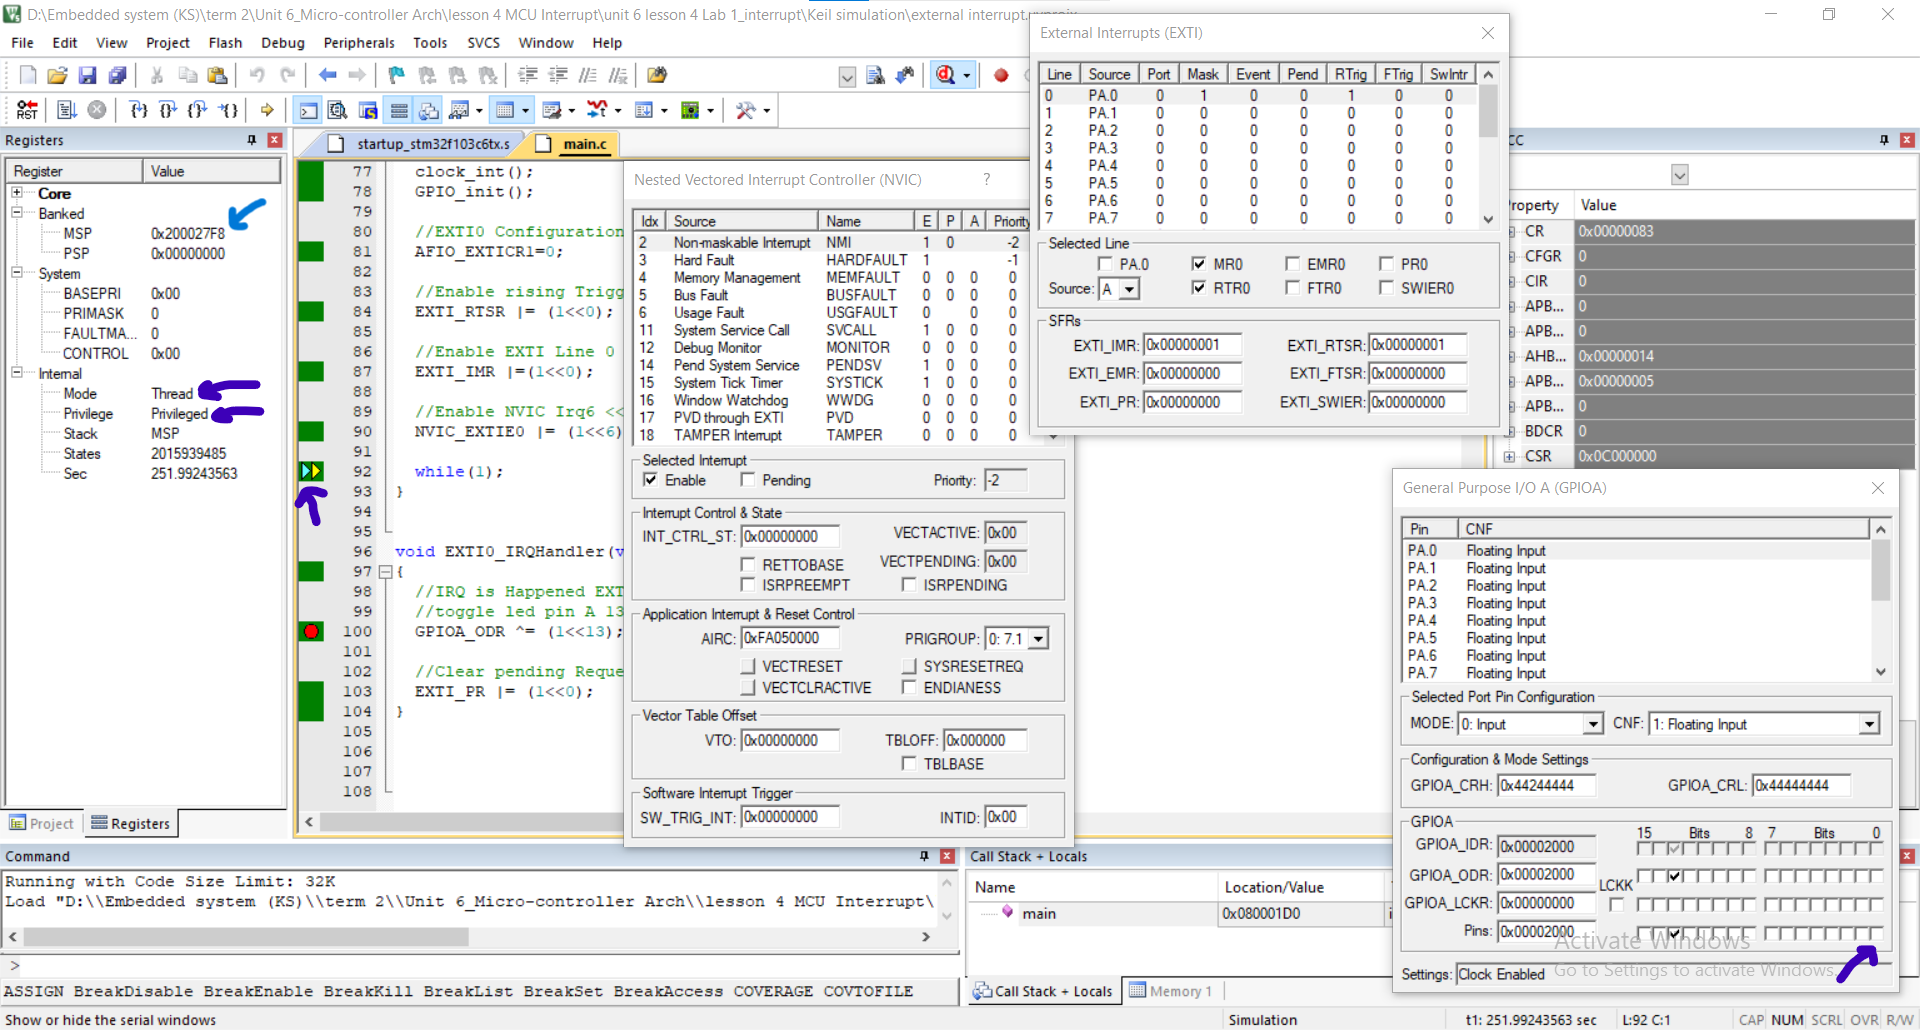 D:\Embedded system (KS)\term 2\Unit 6_Micro-controller Arch\lesson 4 MCU Interrupt\unit 6 lesson 4 Lab 1_interrupt\Keil simulation\external interrupt.
File Edit View Project Flash Debug Peripherals Tools SVCS Window Help
RST
Registers
Register Value
Core
Banked
MSP 0x200027F8
PSP 0x00000000
System
BASEPRI 0x00
PRIMASK 0
FAULTMA... 0
CONTROL 0x00
Internal
Mode Thread
Privilege Privileged
Stack MSP
States 2015939485
Sec 251.99243563
Project Registers
startup_stm32f103c6tx.s main.c
77 clock_int();
78 GPIO_init();
79
80 //EXTI0 Configuration
81 AFIO_EXTICR1=0;
82
83 //Enable rising Trigg
84 EXTI_RTSR |= (1<<0);
85
86 //Enable EXTI Line 0
87 EXTI_IMR |=(1<<0);
88
89 //Enable NVIC Irq6 <<
90 NVIC_EXTIE0 |= (1<<6)
91
92 while(1);
93 }
94
95
96 void EXTI0_IRQHandler(v
97 {
98 //IRQ is Happened EXT
99 //toggle led pin A 13
100 GPIOA_ODR ^= (1<<13);
101
102 //Clear pending Reque
103 EXTI_PR |= (1<<0);
104 }
105
106
107
108
Nested Vectored Interrupt Controller (NVIC) ?
Idx Source Name E P A Priority
2 Non-maskable Interrupt NMI 1 0 -2
3 Hard Fault HARDFAULT 1 -1
4 Memory Management MEMFAULT 0 0 0 0
5 Bus Fault BUSFAULT 0 0 0 0
6 Usage Fault USGFAULT 0 0 0 0
11 System Service Call SVCALL 1 0 0 0
12 Debug Monitor MONITOR 0 0 0 0
14 Pend System Service PENDSV 1 0 0 0
15 System Tick Timer SYSTICK 1 0 0 0
16 Window Watchdog WWDG 0 0 0 0
17 PVD through EXTI PVD 0 0 0 0
18 TAMPER Interrupt TAMPER 0 0 0 0
Selected Interrupt
Enable Pending Priority: -2
Interrupt Control & State
INT_CTRL_ST: 0x00000000 VECTACTIVE: 0x00
RETTOBASE VECTPENDING: 0x00
ISRPREEMPT ISRPENDING
Application Interrupt & Reset Control
AIRC: 0xFA050000 PRIGROUP: 0: 7.1
VECTRESET SYSRESETREQ
VECTCLRACTIVE ENDIANESS
Vector Table Offset
VTO: 0x00000000 TBLOFF: 0x000000
TBLBASE
Software Interrupt Trigger
SW_TRIG_INT: 0x00000000 INTID: 0x00
External Interrupts (EXTI)
Line Source Port Mask Event Pend RTrig FTrig SwIntr
0 PA.0 0 1 0 0 1 0 0
1 PA.1 0 0 0 0 0 0 0
2 PA.2 0 0 0 0 0 0 0
3 PA.3 0 0 0 0 0 0 0
4 PA.4 0 0 0 0 0 0 0
5 PA.5 0 0 0 0 0 0 0
6 PA.6 0 0 0 0 0 0 0
7 PA.7 0 0 0 0 0 0 0
Selected Line
PA.0 MR0 EMR0 PR0
Source: A RTR0 FTR0 SWIER0
SFRs
EXTI_IMR: 0x00000001 EXTI_RTSR: 0x00000001
EXTI_EMR: 0x00000000 EXTI_FTSR: 0x00000000
EXTI_PR: 0x00000000 EXTI_SWIER: 0x00000000
CC
roperty Value
CR 0x00000083
CFGR 0
CIR 0
APB... 0
APB... 0
AHB... 0x00000014
APB... 0x00000005
APB... 0
BDCR 0
CSR 0x0C000000
General Purpose I/O A (GPIOA)
Pin CNF
PA.0 Floating Input
PA.1 Floating Input
PA.2 Floating Input
PA.3 Floating Input
PA.4 Floating Input
PA.5 Floating Input
PA.6 Floating Input
PA.7 Floating Input
Selected Port Pin Configuration
MODE: 0: Input CNF: 1: Floating Input
Configuration & Mode Settings
GPIOA_CRH: 0x44244444 GPIOA_CRL: 0x44444444
GPIOA 15 Bits 8 7 Bits 0
GPIOA_IDR: 0x00002000
GPIOA_ODR: 0x00002000
LCKK
GPIOA_LCKR: 0x00000000
Pins: 0x00002000
Settings: Clock Enabled
Activate Windows
Go to Settings to activate Windows.
Command
Running with Code Size Limit: 32K
Load "D:\\Embedded system (KS)\\term 2\\Unit 6_Micro-controller Arch\\lesson 4 MCU Interrupt\
>
ASSIGN BreakDisable BreakEnable BreakKill BreakList BreakSet BreakAccess COVERAGE COVTOFILE
Call Stack + Locals
Name Location/Value
main 0x080001D0
Call Stack + Locals Memory 1
Show or hide the serial windows Simulation t1: 251.99243563 sec L:92 C:1 CAP NUM SCRL OVR R/W